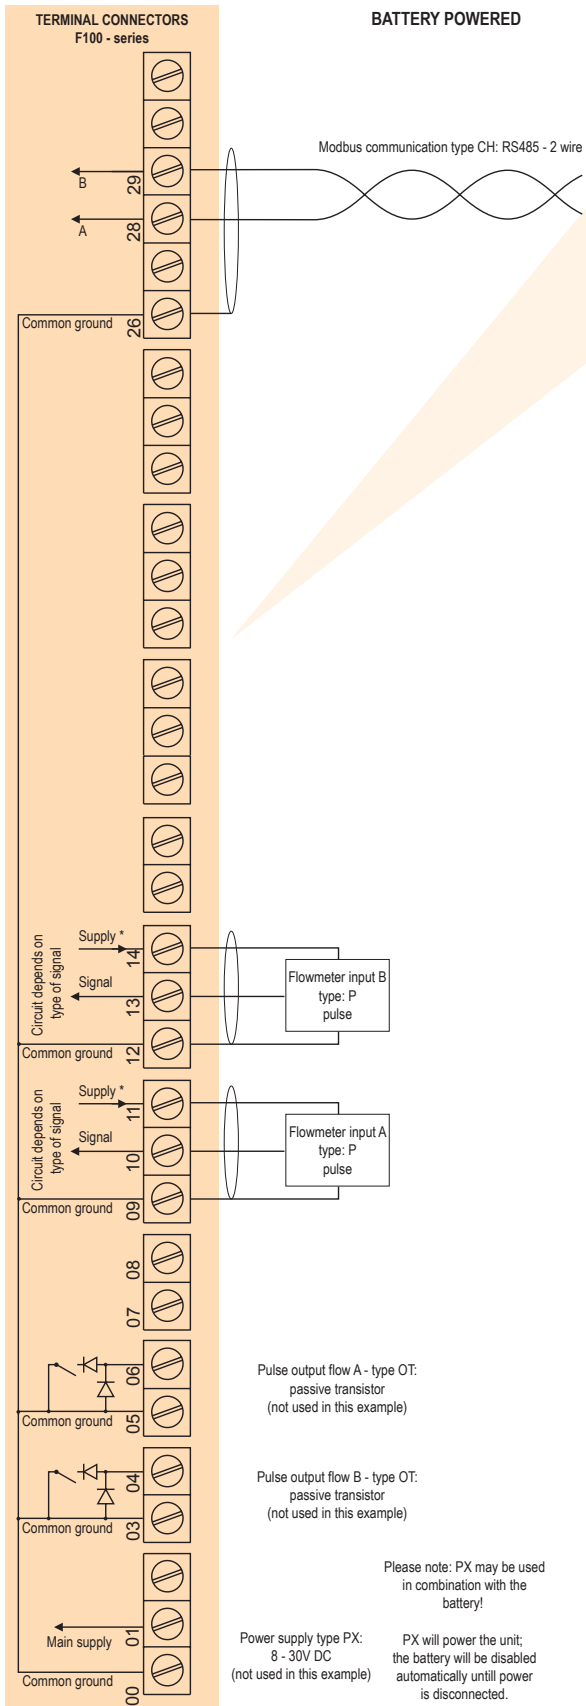 TERMINAL CONNECTORS
F100 - series
BATTERY POWERED
Modbus communication type CH: RS485 - 2 wire
B
29
A
28
Common ground
26
Circuit depends on
type of signal
Supply *
14
Signal
13
Common ground
12
Flowmeter input B
type: P
pulse
Circuit depends on
type of signal
Supply *
11
Signal
10
Common ground
09
Flowmeter input A
type: P
pulse
08
07
06
Common ground
05
Pulse output flow A - type OT:
passive transistor
(not used in this example)
04
Common ground
03
Pulse output flow B - type OT:
passive transistor
(not used in this example)
Main supply
01
Common ground
00
Power supply type PX:
8 - 30V DC
(not used in this example)
Please note: PX may be used
in combination with the
battery!
PX will power the unit;
the battery will be disabled
automatically untill power
is disconnected.